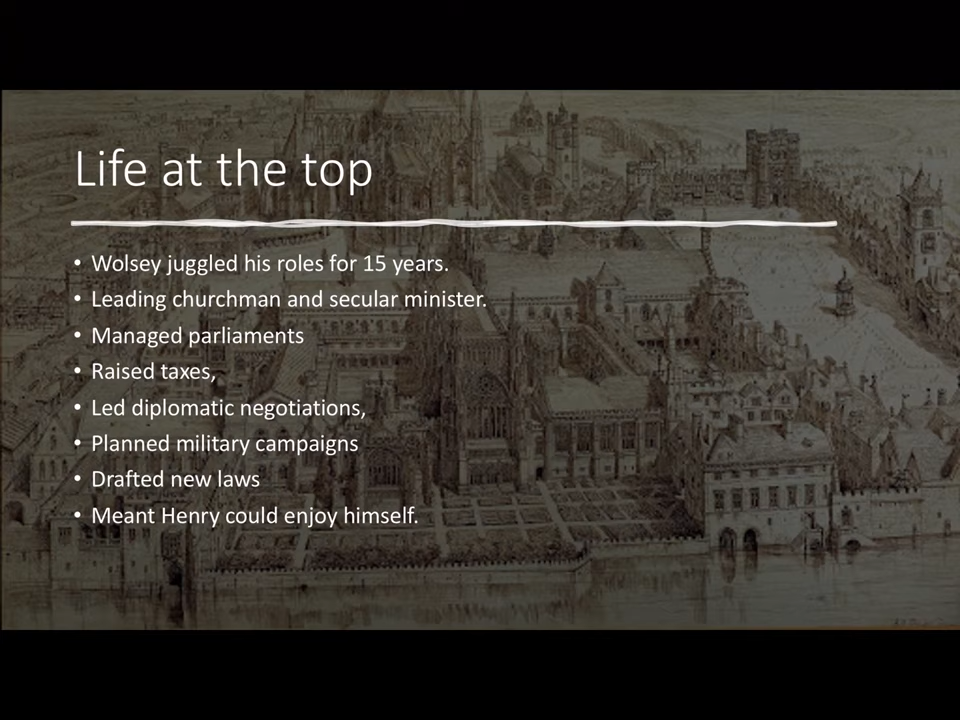 Life at the top
• Wolsey juggled his roles for 15 years.
• Leading churchman and secular minister.
• Managed parliaments
• Raised taxes,
• Led diplomatic negotiations,
• Planned military campaigns
• Drafted new laws
• Meant Henry could enjoy himself.